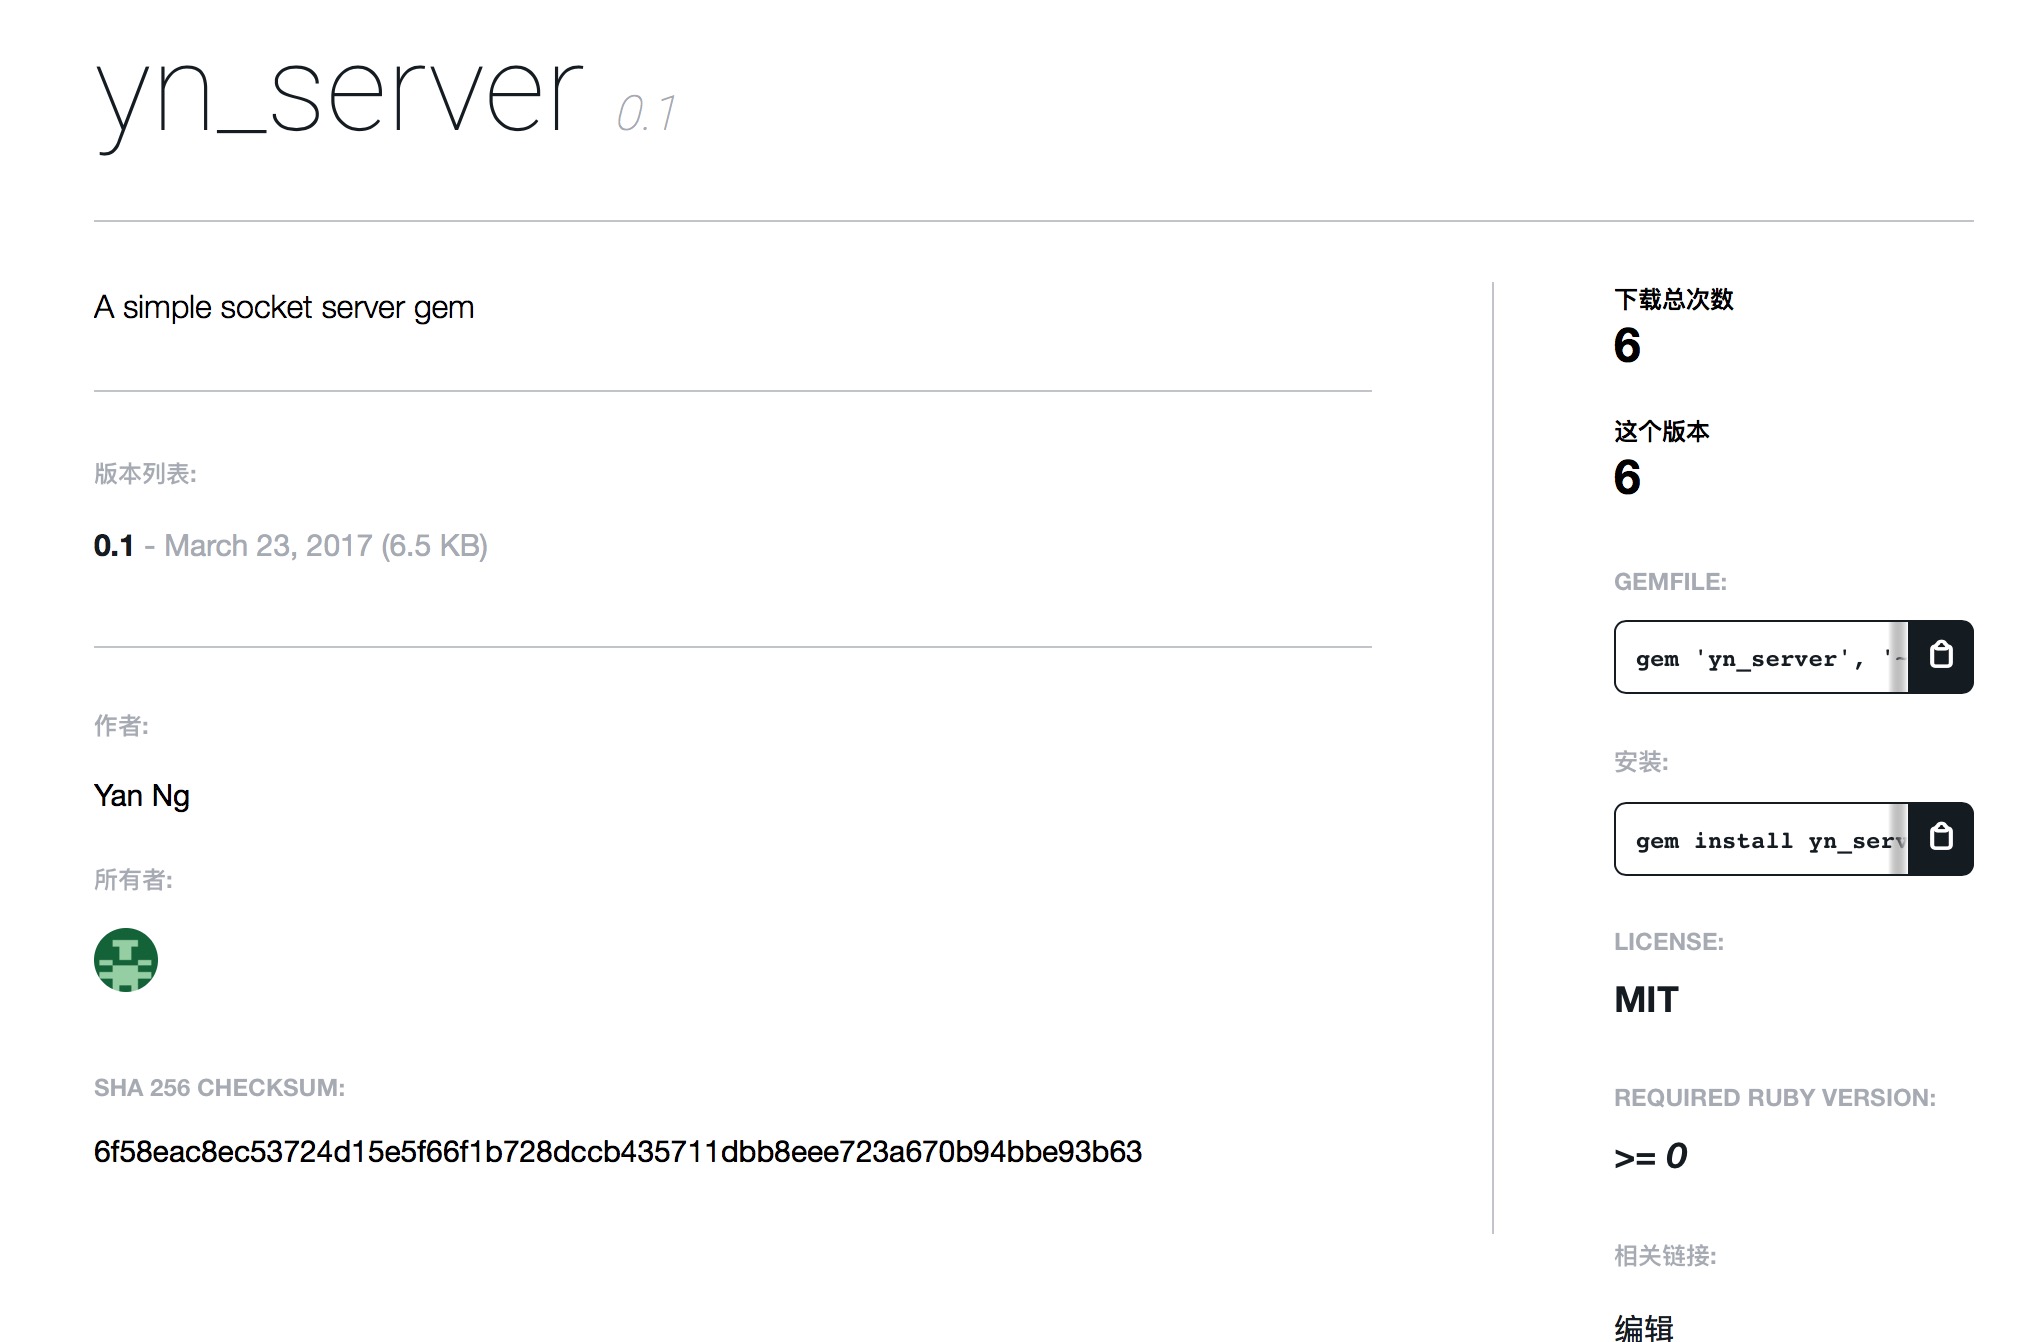 yn_server 0.1
A simple socket server gem
版本列表:
0.1 - March 23, 2017 (6.5 KB)
作者:
Yan Ng
所有者:
SHA 256 CHECKSUM:
6f58eac8ec53724d15e5f66f1b728dccb435711dbb8eee723a670b94bbe93b63
下载总次数
6
这个版本
6
GEMFILE:
gem 'yn_server', '~
安装:
gem install yn_serv
LICENSE:
MIT
REQUIRED RUBY VERSION:
>= 0
相关链接:
编辑